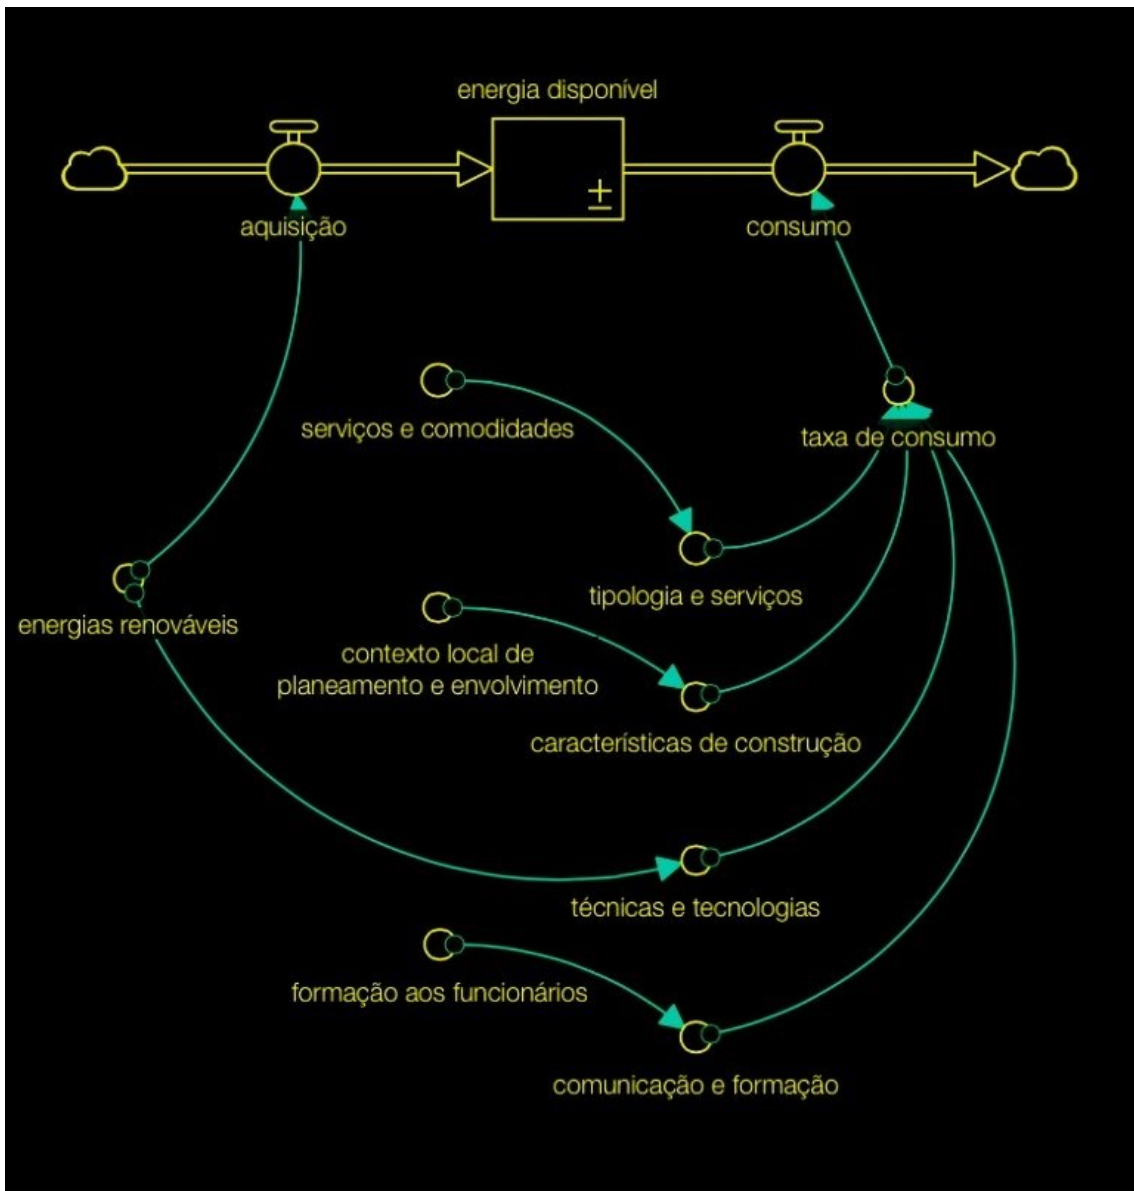 energia disponível
±
aquisição
consumo
serviços e comodidades
taxa de consumo
tipologia e serviços
energias renováveis
contexto local de
planeamento e envolvimento
características de construção
técnicas e tecnologias
formação aos funcionários
comunicação e formação